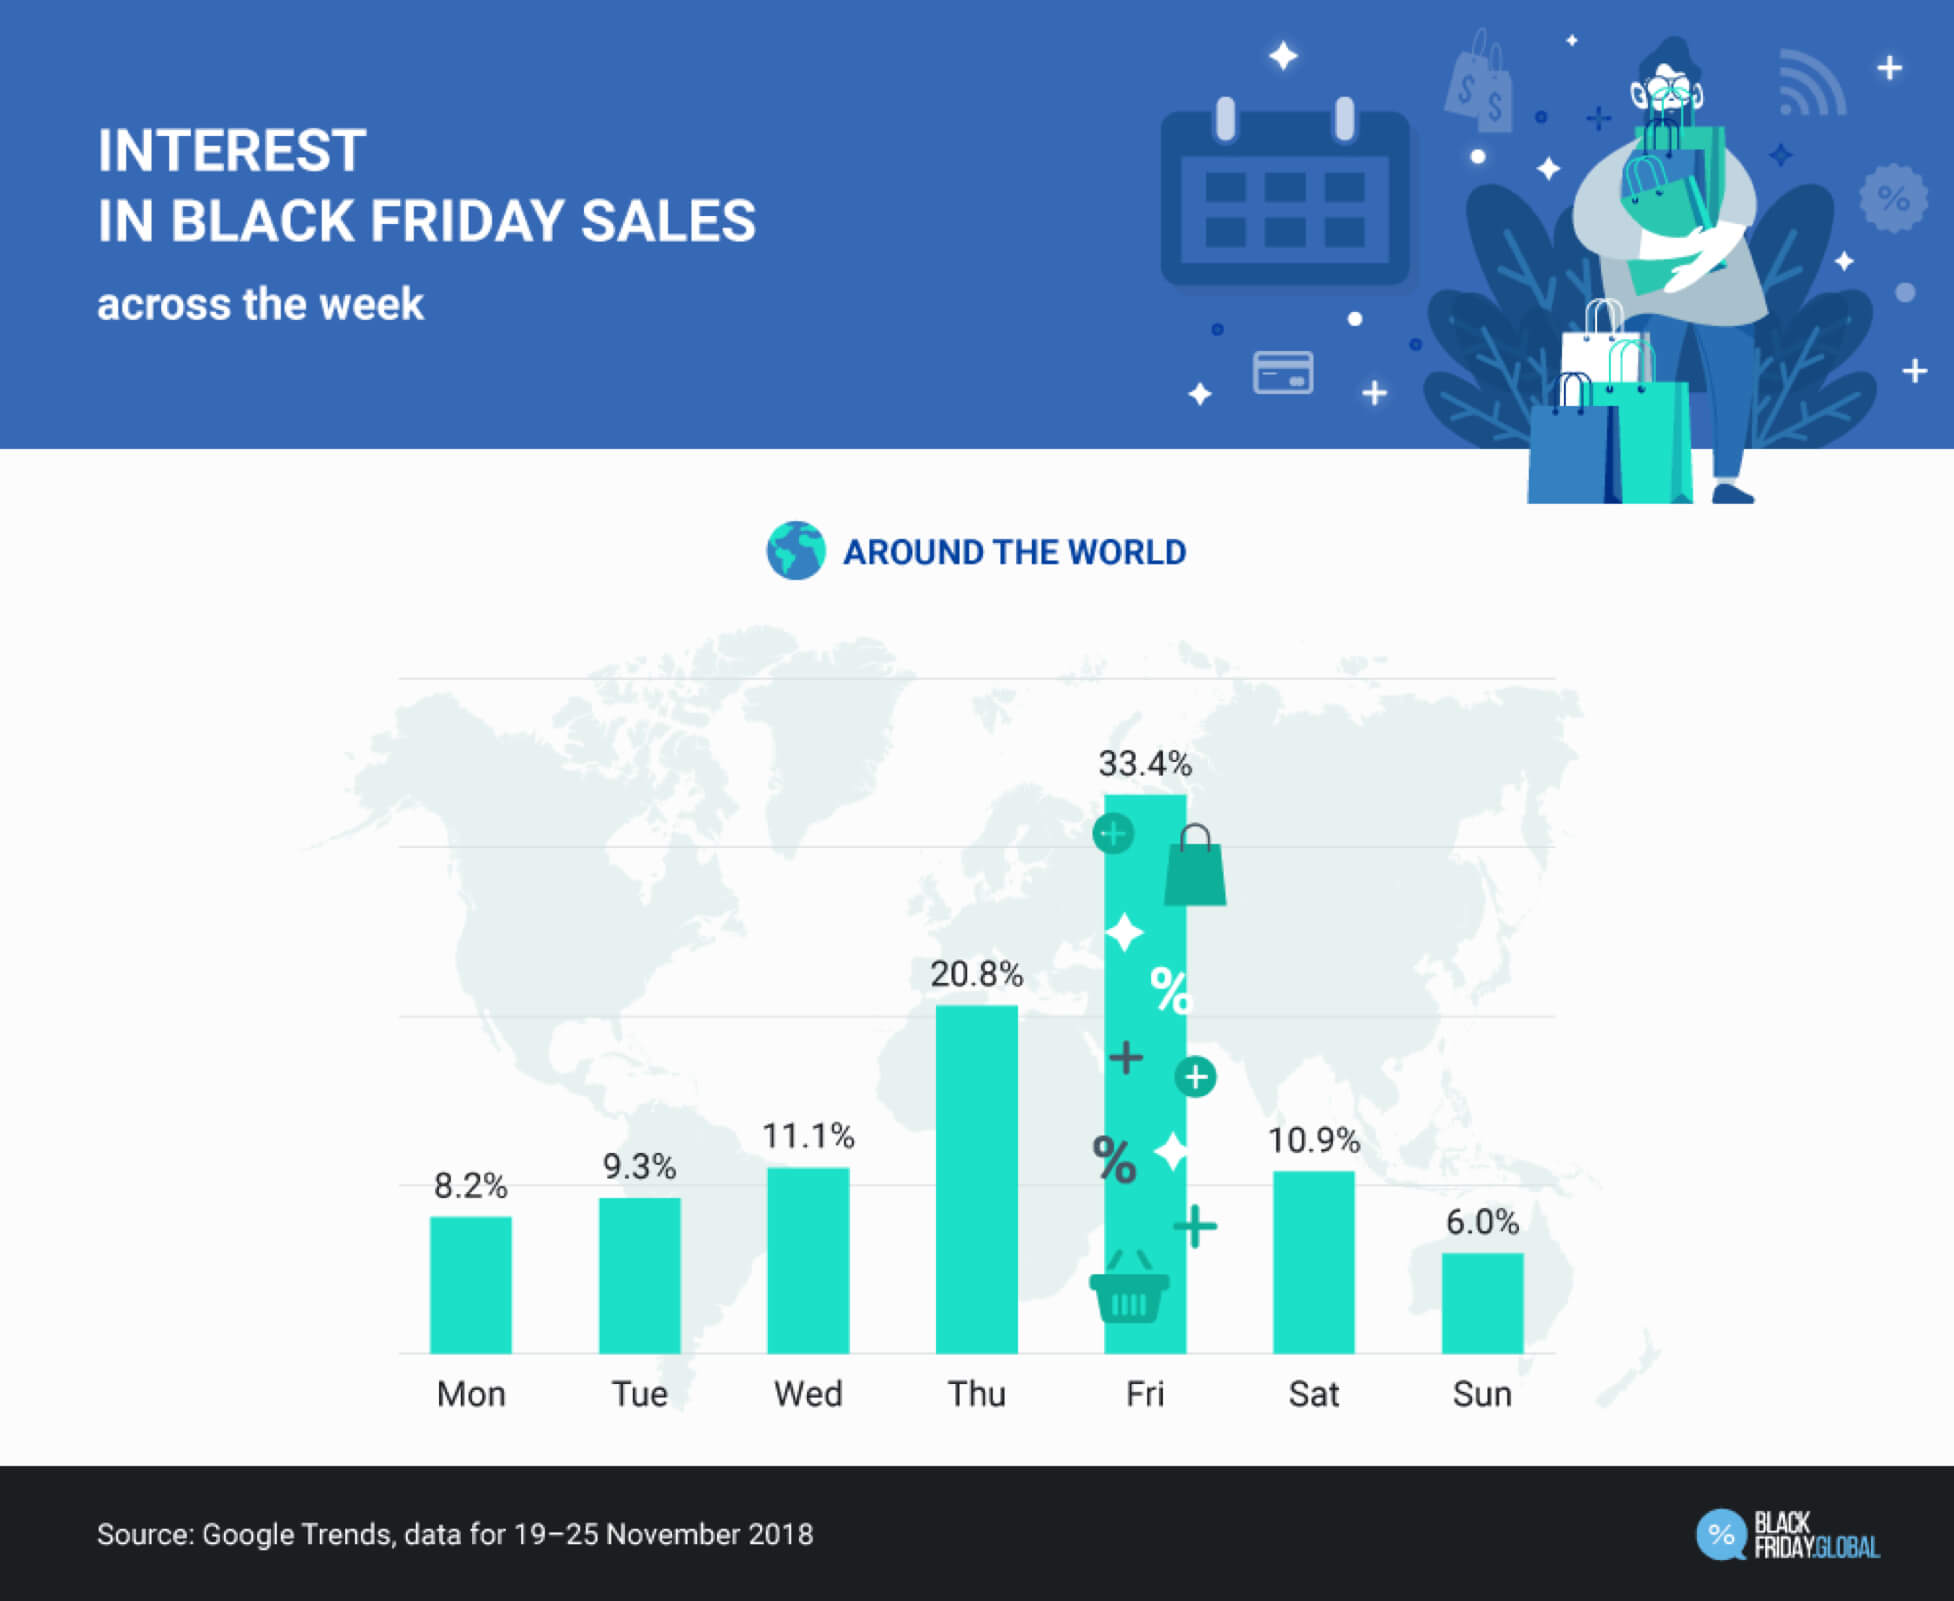 INTEREST
IN BLACK FRIDAY SALES
across the week
$ $
%
AROUND THE WORLD
33.4%
20.8%
%
11.1%
10.9%
9.3%
%
8.2%
6.0%
Mon Tue Wed Thu Fri Sat Sun
Source: Google Trends, data for 19–25 November 2018
% BLACK
FRIDAY.GLOBAL